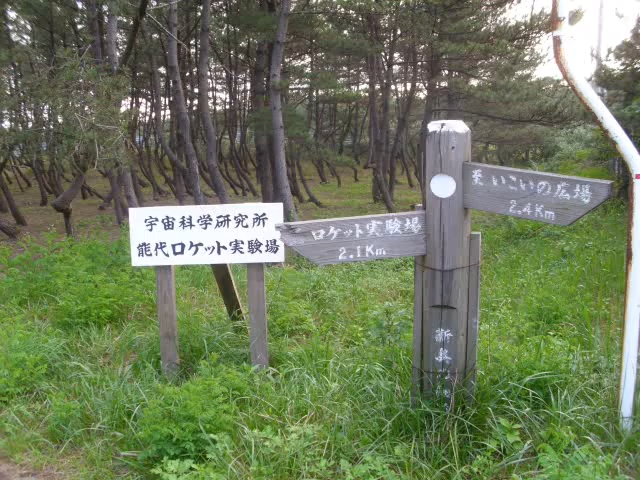 宇宙科学研究所
能代ロケット実験場
ロケット実験場
2.1Km
至 いこいの広場
2.4Km